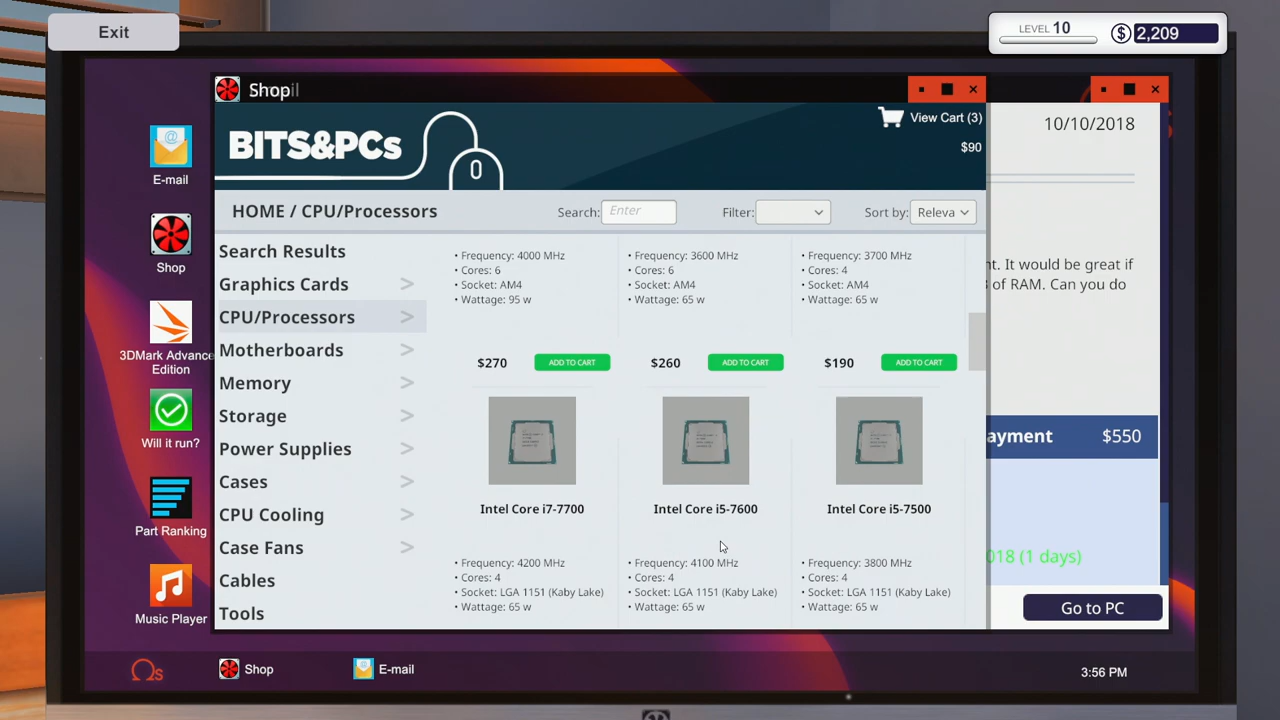 Exit
LEVEL 10
$ 2,209
Shop
BITS&PCs
View Cart (3)
$90
10/10/2018
HOME / CPU/Processors
Search: Enter
Filter:
Sort by: Releva
Search Results
Graphics Cards >
CPU/Processors >
Motherboards >
Memory >
Storage >
Power Supplies >
Cases >
CPU Cooling >
Case Fans >
Cables
Tools
• Frequency: 4000 MHz
• Cores: 6
• Socket: AM4
• Wattage: 95 w
$270 ADD TO CART
• Frequency: 3600 MHz
• Cores: 6
• Socket: AM4
• Wattage: 65 w
$260 ADD TO CART
• Frequency: 3700 MHz
• Cores: 4
• Socket: AM4
• Wattage: 65 w
$190 ADD TO CART
Intel Core i7-7700
• Frequency: 4200 MHz
• Cores: 4
• Socket: LGA 1151 (Kaby Lake)
• Wattage: 65 w
Intel Core i5-7600
• Frequency: 4100 MHz
• Cores: 4
• Socket: LGA 1151 (Kaby Lake)
• Wattage: 65 w
Intel Core i5-7500
• Frequency: 3800 MHz
• Cores: 4
• Socket: LGA 1151 (Kaby Lake)
• Wattage: 65 w
nt. It would be great if
of RAM. Can you do
ayment $550
018 (1 days)
Go to PC
E-mail
Shop
3DMark Advance
Edition
Will it run?
Part Ranking
Music Player
Ωs
Shop
E-mail
3:56 PM